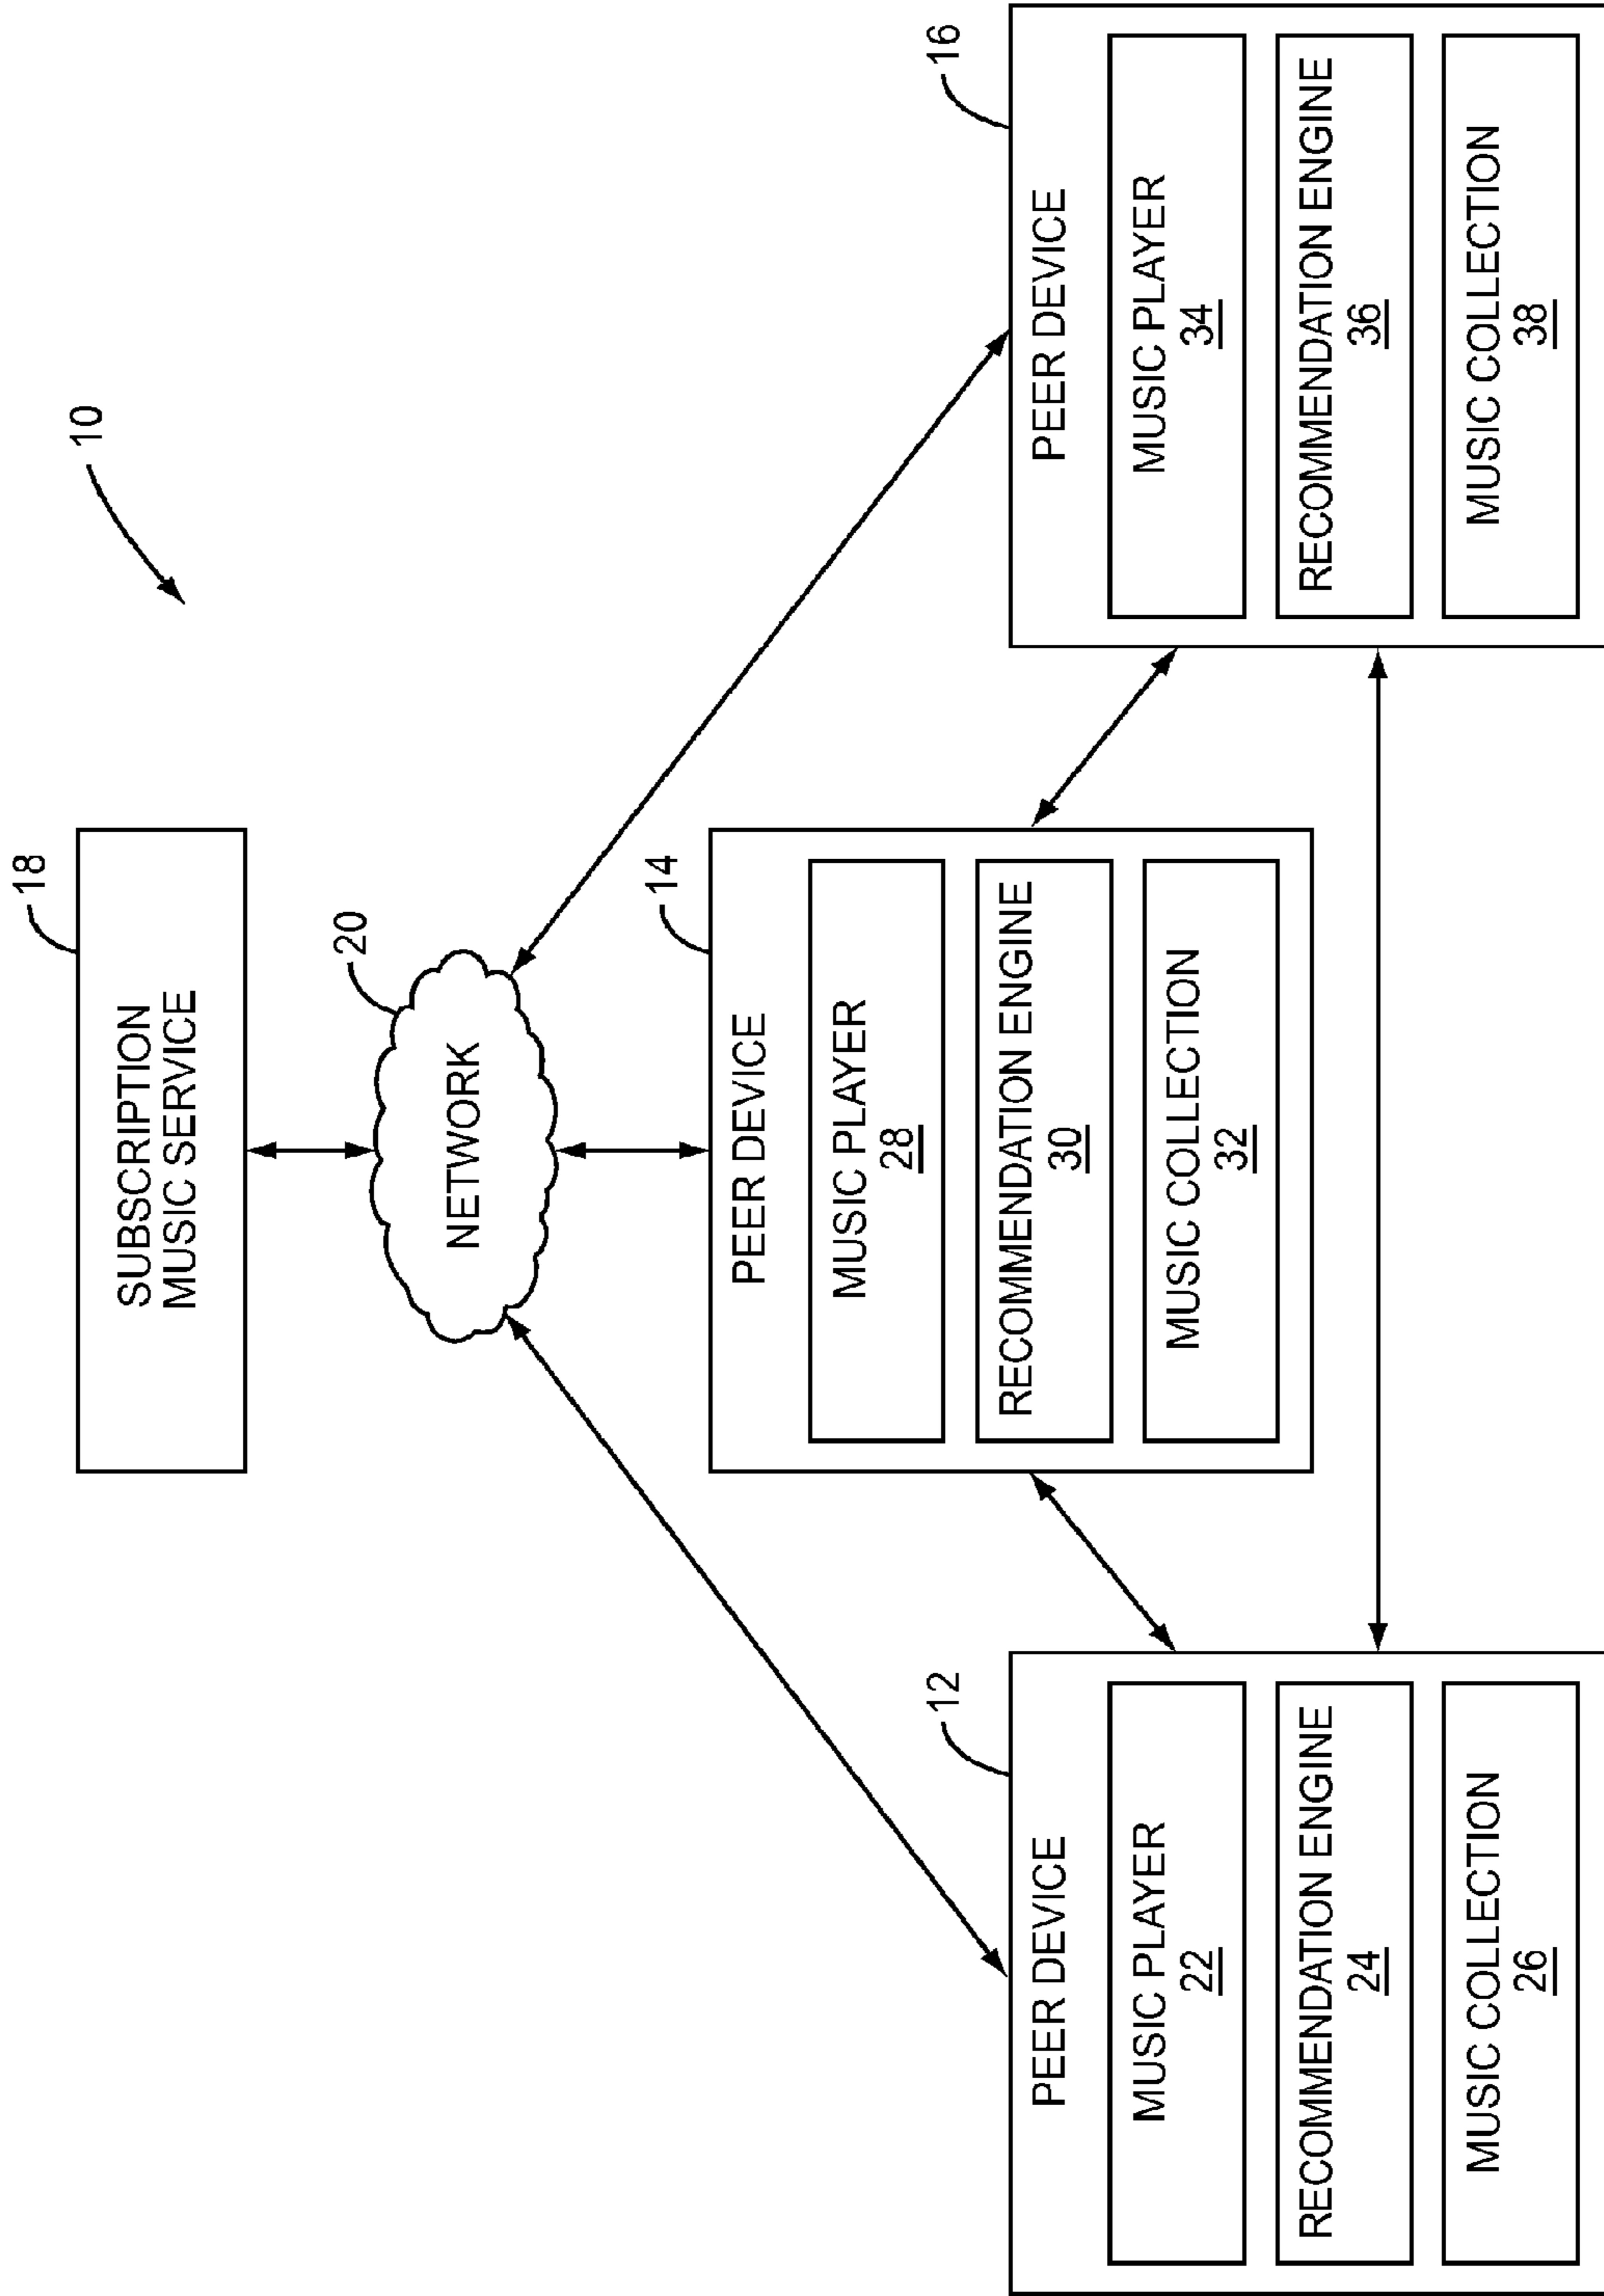 10
18
SUBSCRIPTION
MUSIC SERVICE
20
NETWORK
14
PEER DEVICE
MUSIC PLAYER
28
RECOMMENDATION ENGINE
30
MUSIC COLLECTION
32
12
PEER DEVICE
MUSIC PLAYER
22
RECOMMENDATION ENGINE
24
MUSIC COLLECTION
26
16
PEER DEVICE
MUSIC PLAYER
34
RECOMMENDATION ENGINE
36
MUSIC COLLECTION
38